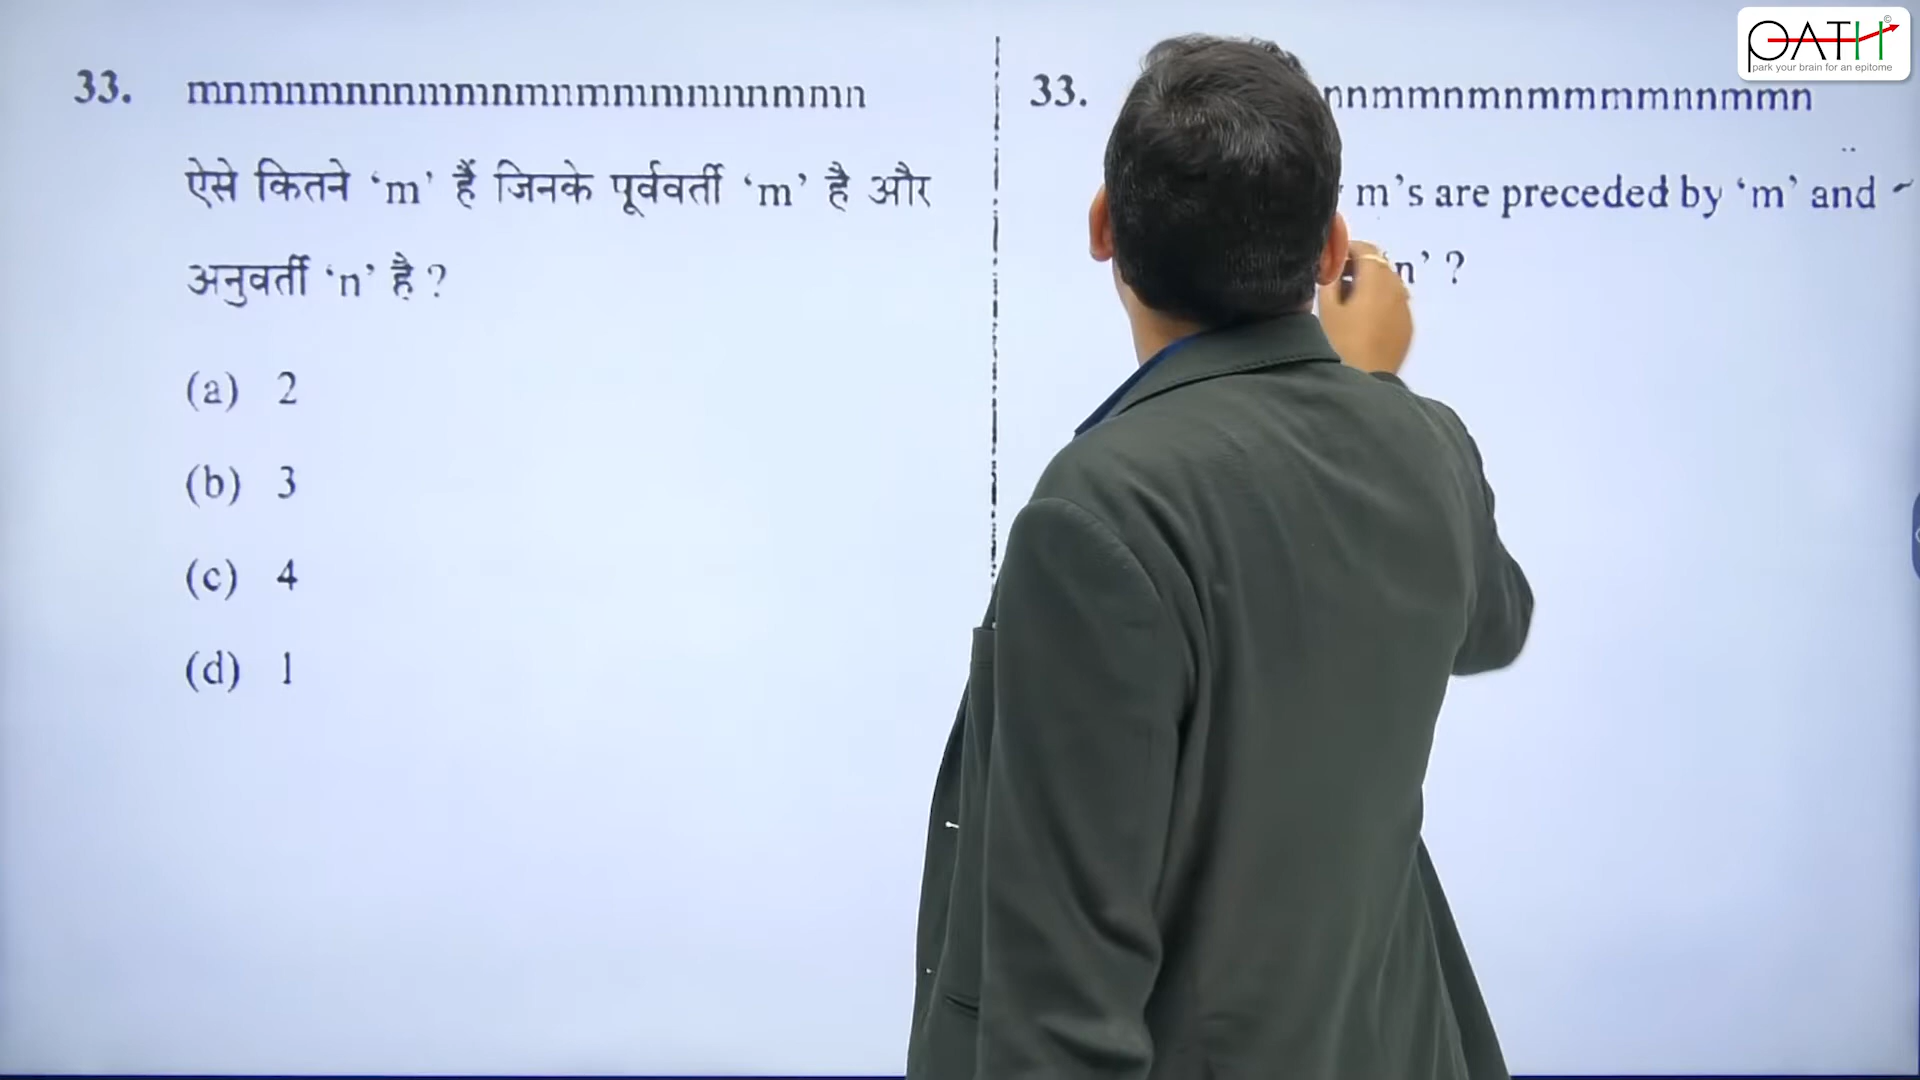 33. mnmnmnnnmmnmnmmmmnnmmn
ऐसे कितने ‘m’ हैं जिनके पूर्ववर्ती ‘m’ है और
अनुवर्ती ‘n’ है ?
(a) 2
(b) 3
(c) 4
(d) 1
33. nnmmnmnmmmmnnmmn
m’s are preceded by ‘m’ and
‘n’ ?
PATH
park your brain for an epitome